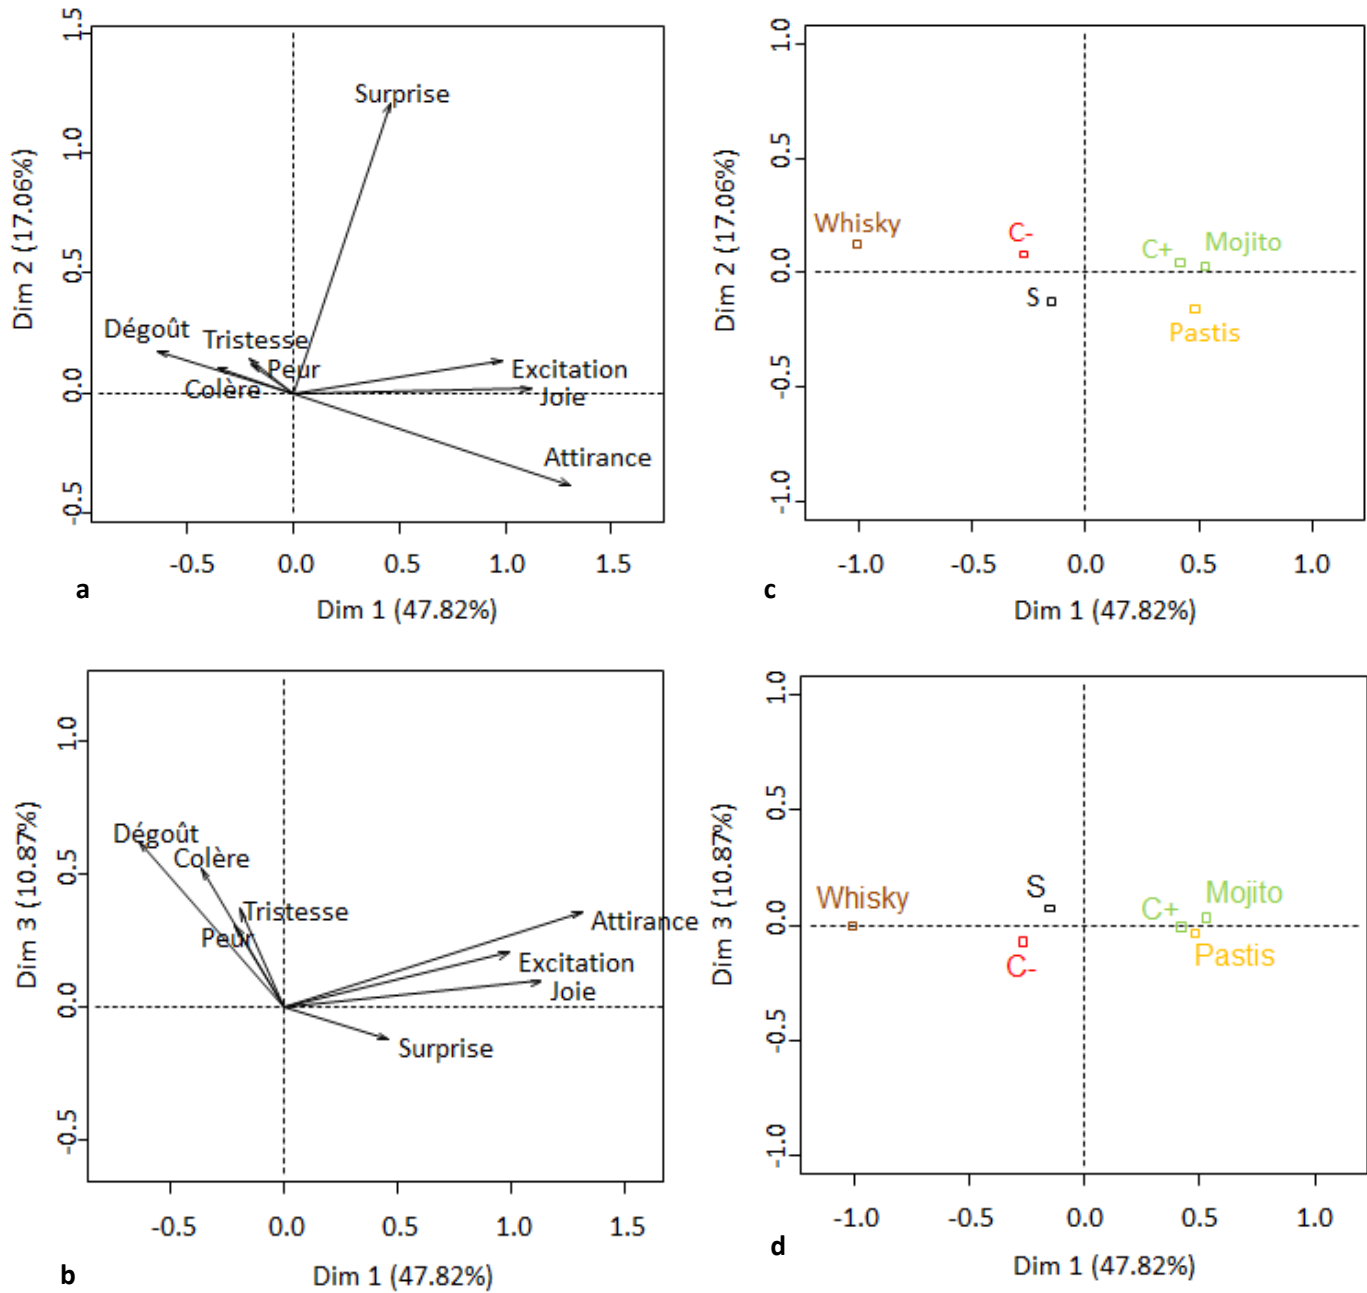 1.5
1.0
0.5
0.0
-0.5
Dim 2 (17.06%)
Surprise
Dégoût
Tristesse
Peur
Colère
Excitation
Joie
Attirance
-0.5
0.0
0.5
1.0
1.5
Dim 1 (47.82%)
a
1.0
0.5
0.0
-0.5
-1.0
Dim 2 (17.06%)
Whisky
C-
S
C+
Mojito
Pastis
-1.0
-0.5
0.0
0.5
1.0
Dim 1 (47.82%)
c
1.0
0.5
0.0
-0.5
Dim 3 (10.87%)
Dégoût
Colère
Tristesse
Peur
Attirance
Excitation
Joie
Surprise
-0.5
0.0
0.5
1.0
1.5
Dim 1 (47.82%)
b
1.0
0.5
0.0
-0.5
-1.0
Dim 3 (10.87%)
Whisky
S
C-
C+
Mojito
Pastis
-1.0
-0.5
0.0
0.5
1.0
Dim 1 (47.82%)
d